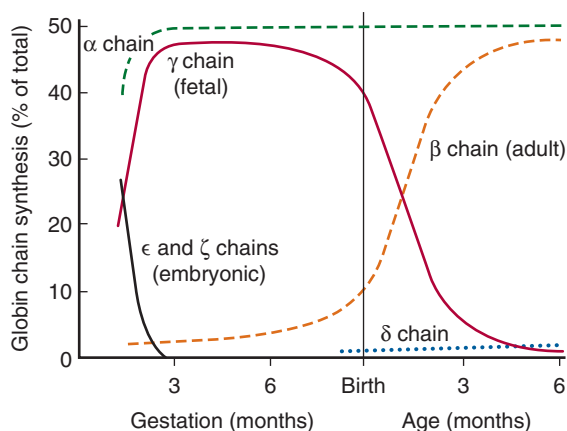 Globin chain synthesis (% of total)
50
40
30
20
10
0
α chain
γ chain
(fetal)
β chain (adult)
ϵ and ζ chains
(embryonic)
δ chain
3
6
Birth
3
6
Gestation (months)
Age (months)